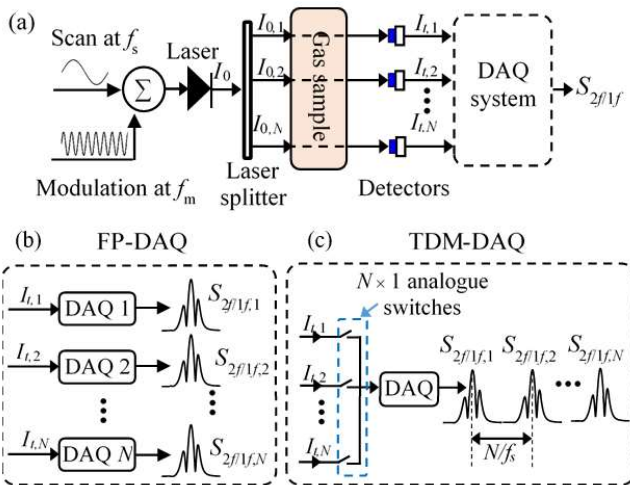 (a)
Scan at fs
Laser
I0
Σ
Modulation at fm
Laser splitter
I0,1
I0,2
I0,N
Gas sample
Detectors
It,1
It,2
It,N
DAQ system
S2f/1f
(b)
FP-DAQ
It,1
DAQ 1
S2f/1f,1
It,2
DAQ 2
S2f/1f,2
It,N
DAQ N
S2f/1f,N
(c)
TDM-DAQ
N × 1 analogue
switches
It,1
It,2
It,N
DAQ
S2f/1f,1
S2f/1f,2
S2f/1f,N
N/fs